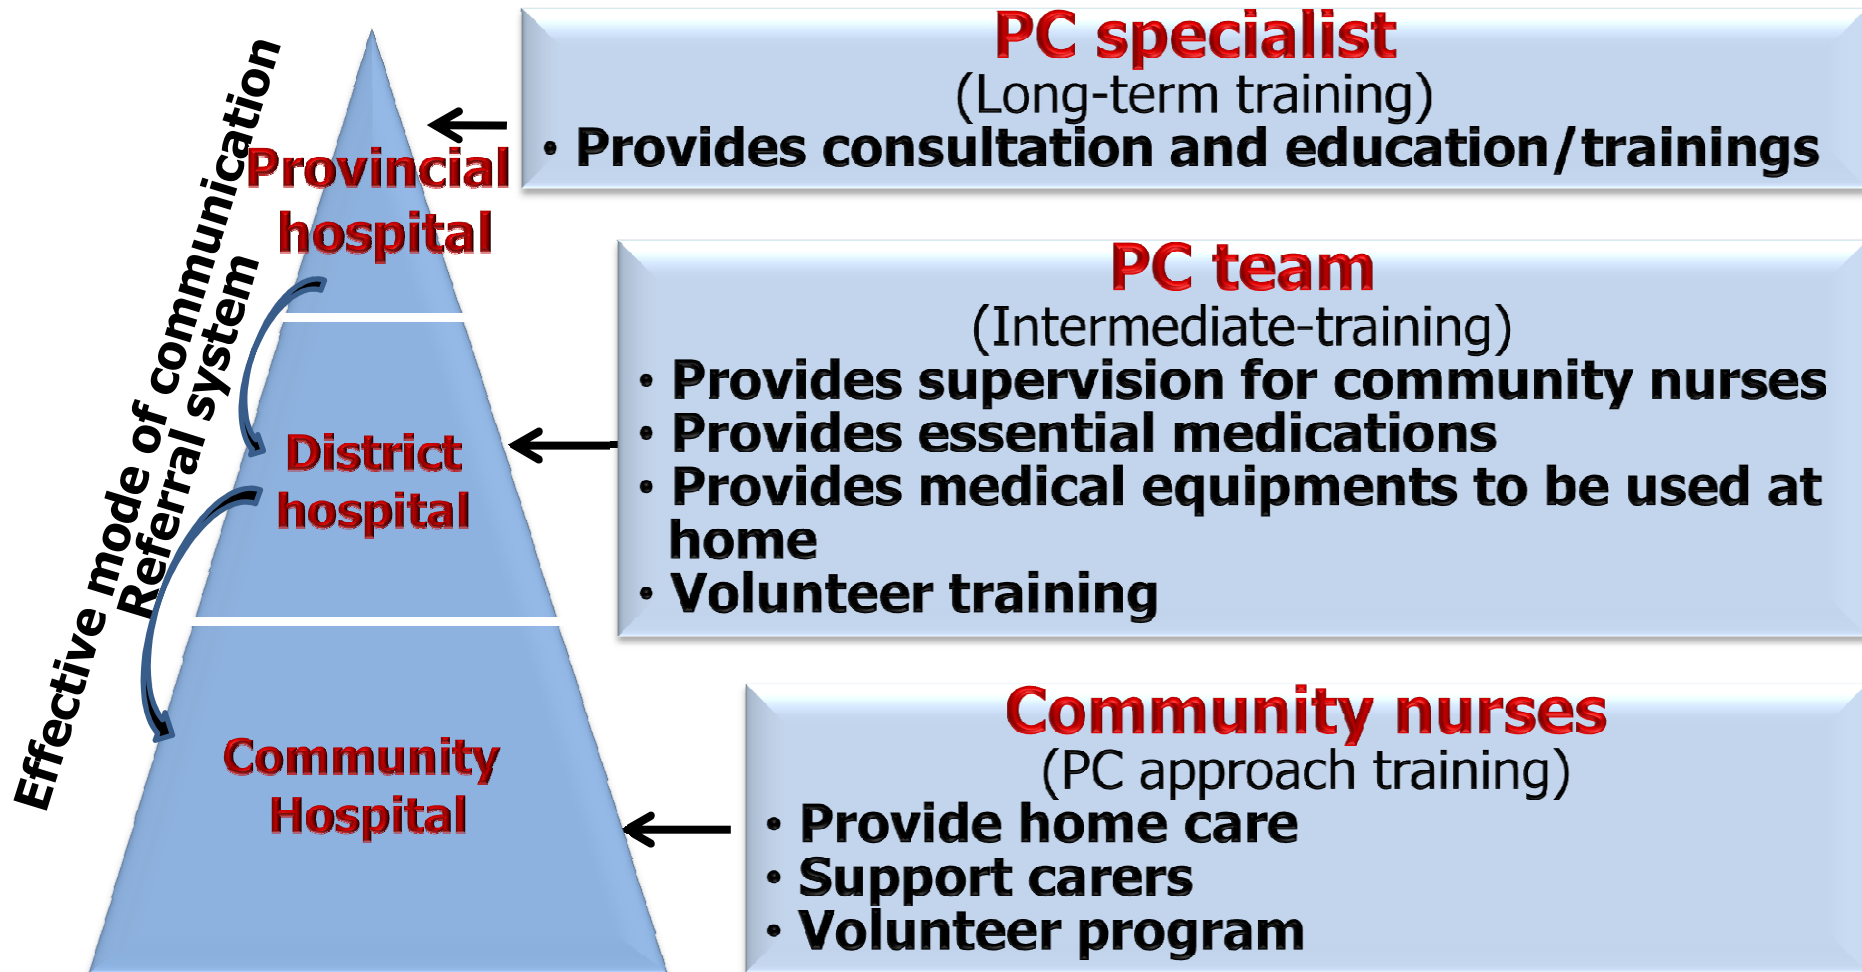 Effective mode of communication
Referral system
Provincial
hospital
District
hospital
Community
Hospital
PC specialist
(Long-term training)
• Provides consultation and education/trainings
PC team
(Intermediate-training)
• Provides supervision for community nurses
• Provides essential medications
• Provides medical equipments to be used at
home
• Volunteer training
Community nurses
(PC approach training)
• Provide home care
• Support carers
• Volunteer program